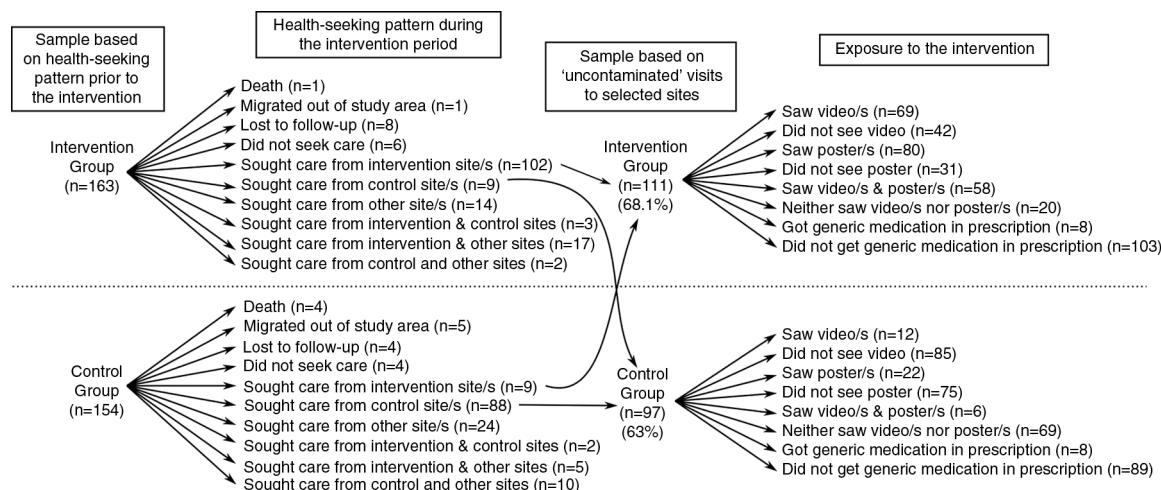 Sample based
on health-seeking
pattern prior to
the intervention
Health-seeking pattern during
the intervention period
Sample based on
‘uncontaminated’ visits
to selected sites
Exposure to the intervention
Intervention
Group
(n=163)
Death (n=1)
Migrated out of study area (n=1)
Lost to follow-up (n=8)
Did not seek care (n=6)
Sought care from intervention site/s (n=102)
Sought care from control site/s (n=9)
Sought care from other site/s (n=14)
Sought care from intervention & control sites (n=3)
Sought care from intervention & other sites (n=17)
Sought care from control and other sites (n=2)
Intervention
Group
(n=111)
(68.1%)
Saw video/s (n=69)
Did not see video (n=42)
Saw poster/s (n=80)
Did not see poster (n=31)
Saw video/s & poster/s (n=58)
Neither saw video/s nor poster/s (n=20)
Got generic medication in prescription (n=8)
Did not get generic medication in prescription (n=103)
Control
Group
(n=154)
Death (n=4)
Migrated out of study area (n=5)
Lost to follow-up (n=4)
Did not seek care (n=4)
Sought care from intervention site/s (n=9)
Sought care from control site/s (n=88)
Sought care from other site/s (n=24)
Sought care from intervention & control sites (n=2)
Sought care from intervention & other sites (n=5)
Sought care from control and other sites (n=10)
Control
Group
(n=97)
(63%)
Saw video/s (n=12)
Did not see video (n=85)
Saw poster/s (n=22)
Did not see poster (n=75)
Saw video/s & poster/s (n=6)
Neither saw video/s nor poster/s (n=69)
Got generic medication in prescription (n=8)
Did not get generic medication in prescription (n=89)